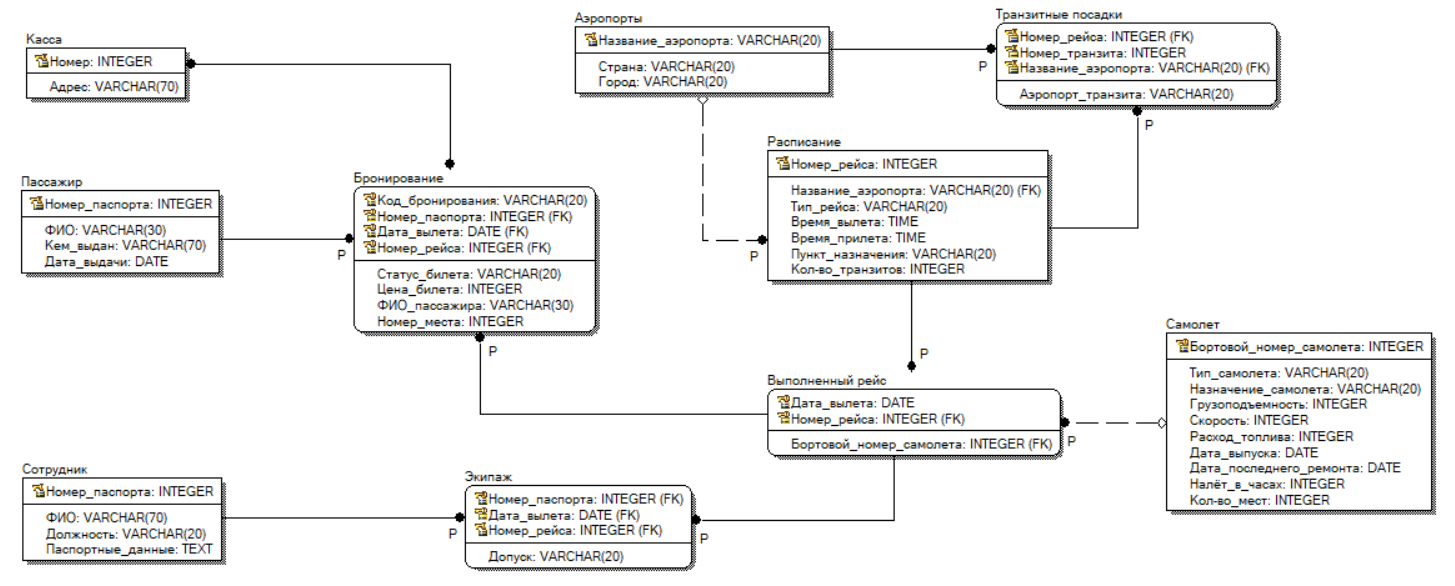 Касса
Номер: INTEGER
Адрес: VARCHAR(70)
Аэропорты
Название_аэропорта: VARCHAR(20)
Страна: VARCHAR(20)
Город: VARCHAR(20)
P
Транзитные посадки
Номер_рейса: INTEGER (FK)
Номер_транзита: INTEGER
Название_аэропорта: VARCHAR(20) (FK)
Аэропорт_транзита: VARCHAR(20)
P
Расписание
Номер_рейса: INTEGER
Название_аэропорта: VARCHAR(20) (FK)
Тип_рейса: VARCHAR(20)
Время_вылета: TIME
Время_прилета: TIME
Пункт_назначения: VARCHAR(20)
Кол-во_транзитов: INTEGER
P
Пассажир
Номер_паспорта: INTEGER
ФИО: VARCHAR(30)
Кем_выдан: VARCHAR(70)
Дата_выдачи: DATE
P
Бронирование
Код_бронирования: VARCHAR(20)
Номер_паспорта: INTEGER (FK)
Дата_вылета: DATE (FK)
Номер_рейса: INTEGER (FK)
Статус_билета: VARCHAR(20)
Цена_билета: INTEGER
ФИО_пассажира: VARCHAR(30)
Номер_места: INTEGER
P
P
Выполненный рейс
Дата_вылета: DATE
Номер_рейса: INTEGER (FK)
Бортовой_номер_самолета: INTEGER (FK)
P
Самолет
Бортовой_номер_самолета: INTEGER
Тип_самолета: VARCHAR(20)
Назначение_самолета: VARCHAR(20)
Грузоподъемность: INTEGER
Скорость: INTEGER
Расход_топлива: INTEGER
Дата_выпуска: DATE
Дата_последнего_ремонта: DATE
Налёт_в_часах: INTEGER
Кол-во_мест: INTEGER
Сотрудник
Номер_паспорта: INTEGER
ФИО: VARCHAR(70)
Должность: VARCHAR(20)
Паспортные_данные: TEXT
P
Экипаж
Номер_паспорта: INTEGER (FK)
Дата_вылета: DATE (FK)
Номер_рейса: INTEGER (FK)
Допуск: VARCHAR(20)
P